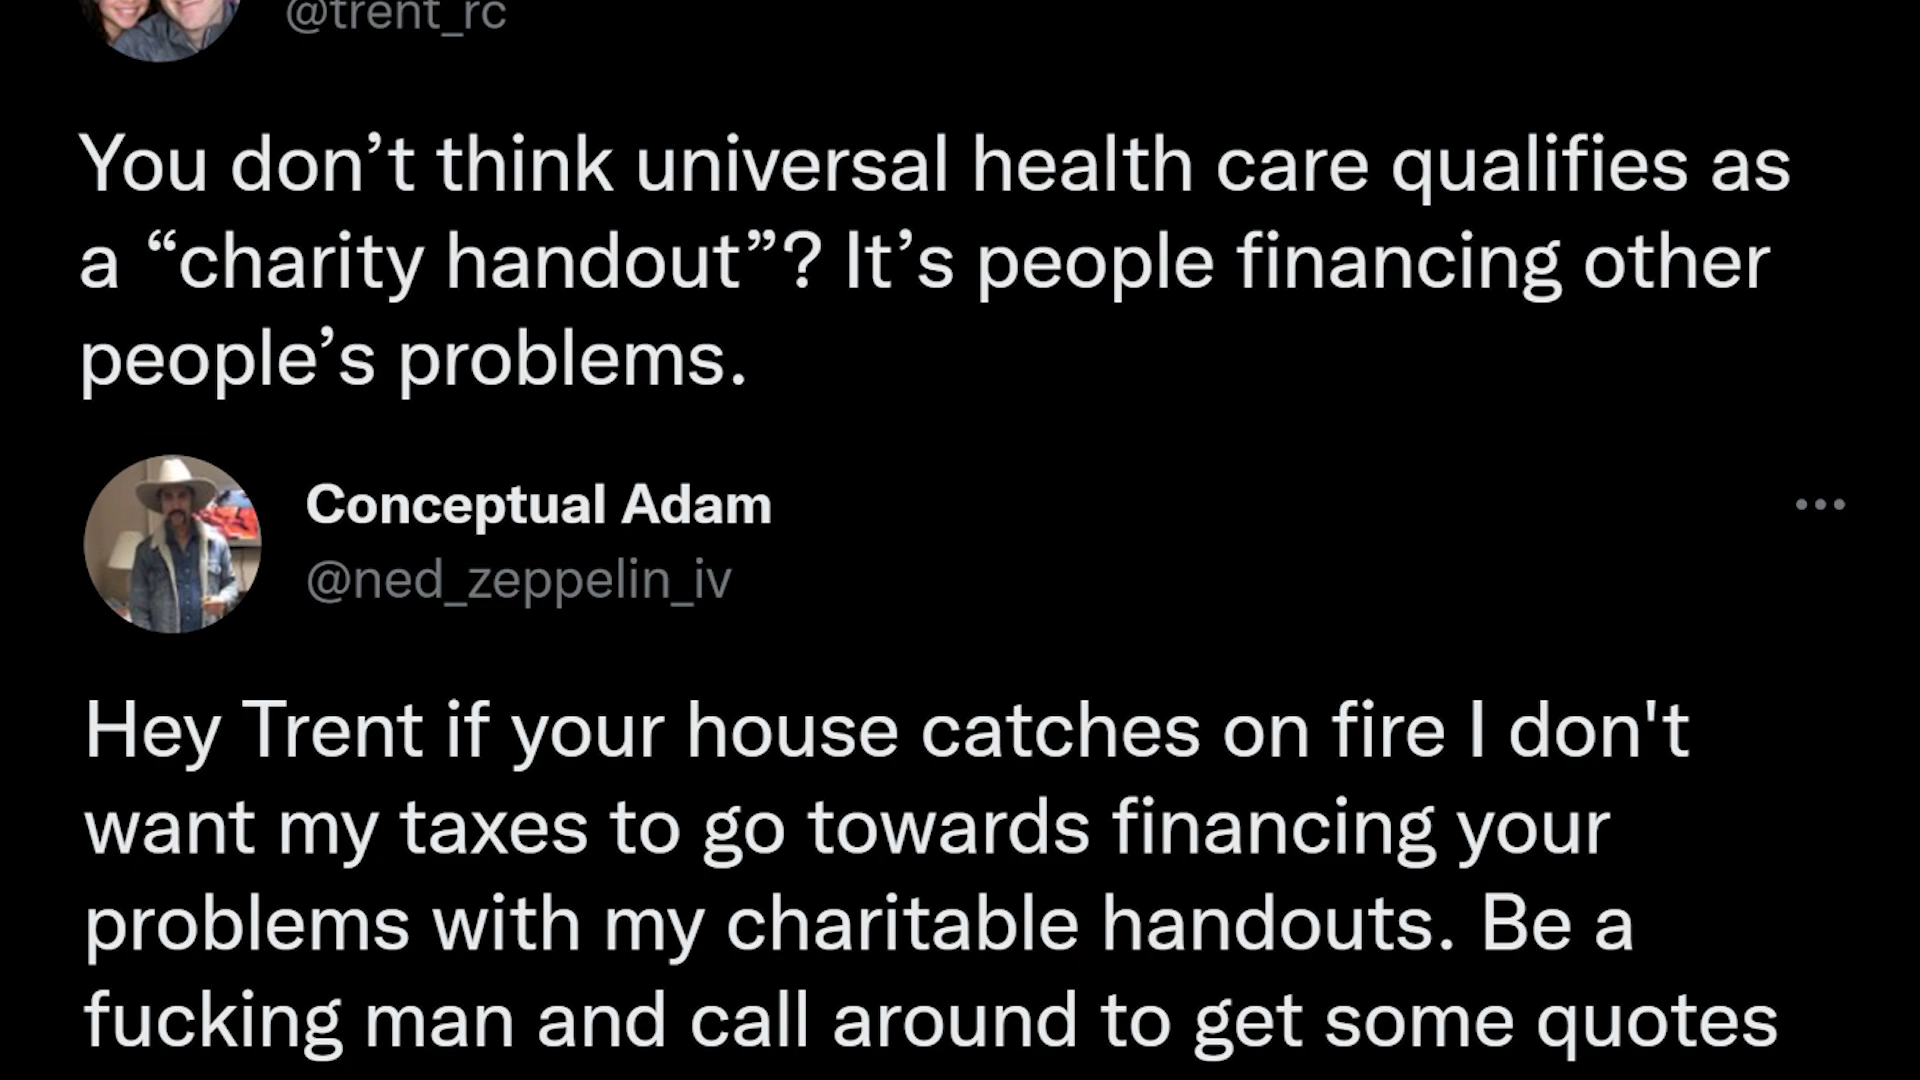 @trent_rc
You don’t think universal health care qualifies as
a “charity handout”? It’s people financing other
people’s problems.
Conceptual Adam
@ned_zeppelin_iv
Hey Trent if your house catches on fire I don't
want my taxes to go towards financing your
problems with my charitable handouts. Be a
fucking man and call around to get some quotes